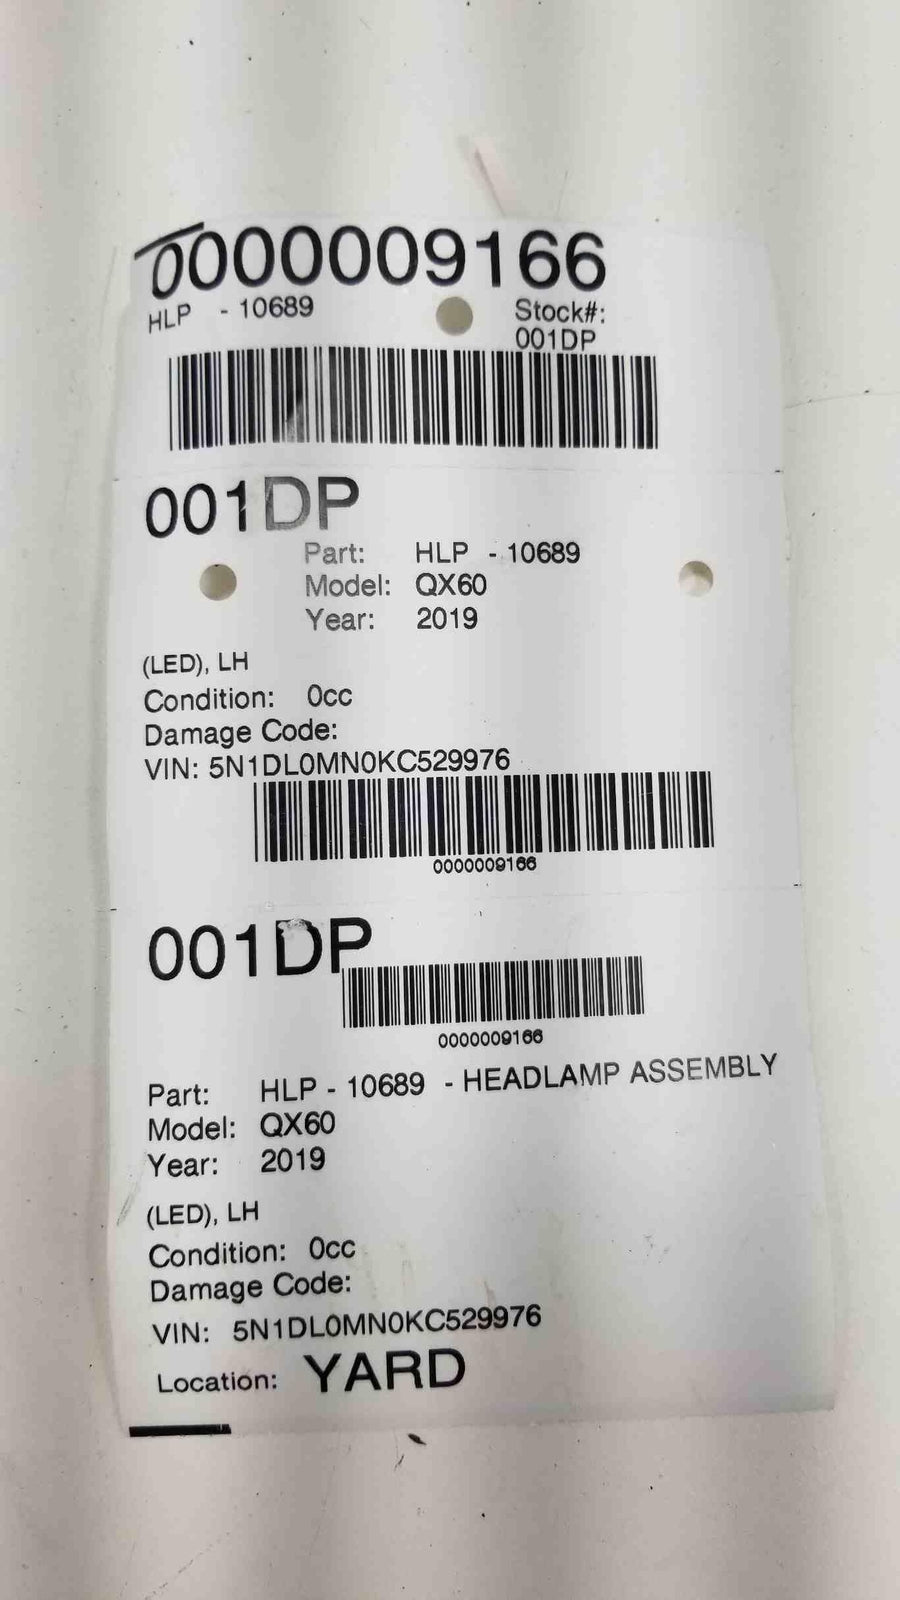 0000009166
HLP - 10689
Stock#:
001DP
001DP
Part: HLP - 10689
Model: QX60
Year: 2019
(LED), LH
Condition: 0cc
Damage Code:
VIN: 5N1DL0MN0KC529976
0000009166
001DP
0000009166
Part: HLP - 10689 - HEADLAMP ASSEMBLY
Model: QX60
Year: 2019
(LED), LH
Condition: 0cc
Damage Code:
VIN: 5N1DL0MN0KC529976
Location: YARD